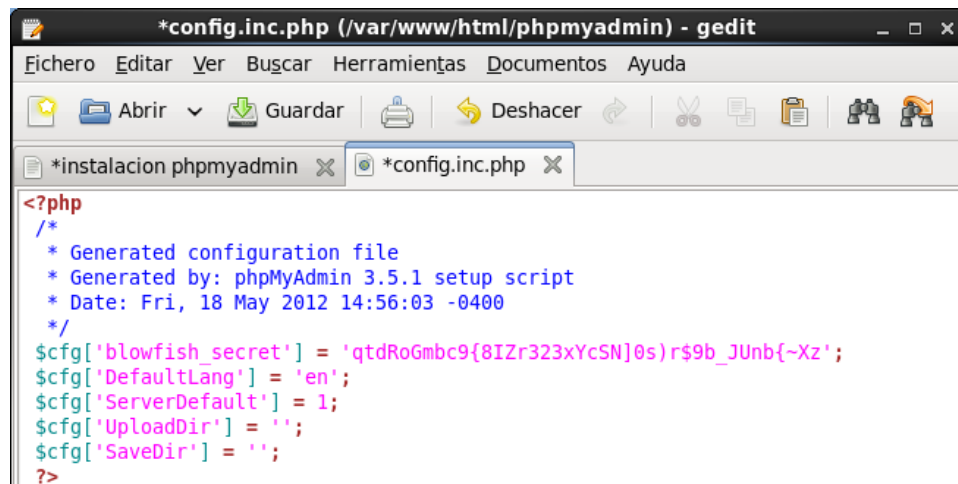 *config.inc.php (/var/www/html/phpmyadmin) - gedit
Fichero Editar Ver Buscar Herramientas Documentos Ayuda
Abrir Guardar Deshacer
*instalacion phpmyadmin *config.inc.php
<?php
/*
* Generated configuration file
* Generated by: phpMyAdmin 3.5.1 setup script
* Date: Fri, 18 May 2012 14:56:03 -0400
*/
$cfg['blowfish_secret'] = 'qtdRoGmbc9{8IZr323xYcSN]0s)r$9b_JUnb{~Xz';
$cfg['DefaultLang'] = 'en';
$cfg['ServerDefault'] = 1;
$cfg['UploadDir'] = '';
$cfg['SaveDir'] = '';
?>